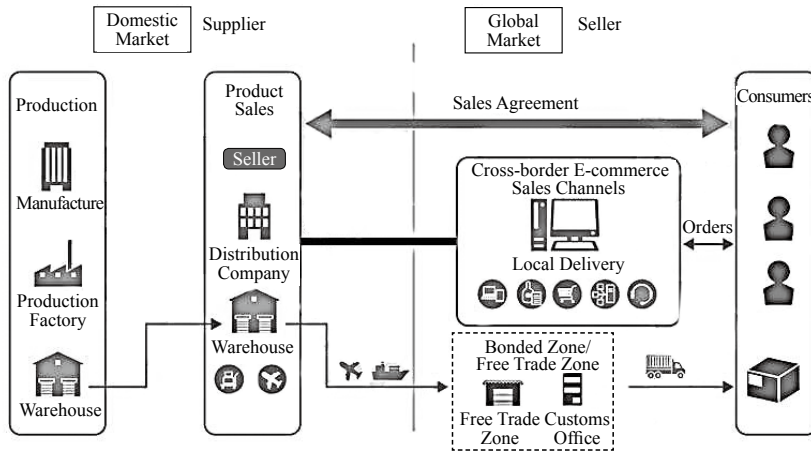 Domestic
Market
Supplier
Global
Market
Seller
Production
Manufacture
Production
Factory
Warehouse
Product
Sales
Seller
Distribution
Company
Warehouse
Sales Agreement
Cross-border E-commerce
Sales Channels
Local Delivery
Orders
Bonded Zone/
Free Trade Zone
Free Trade
Zone
Customs
Office
Consumers